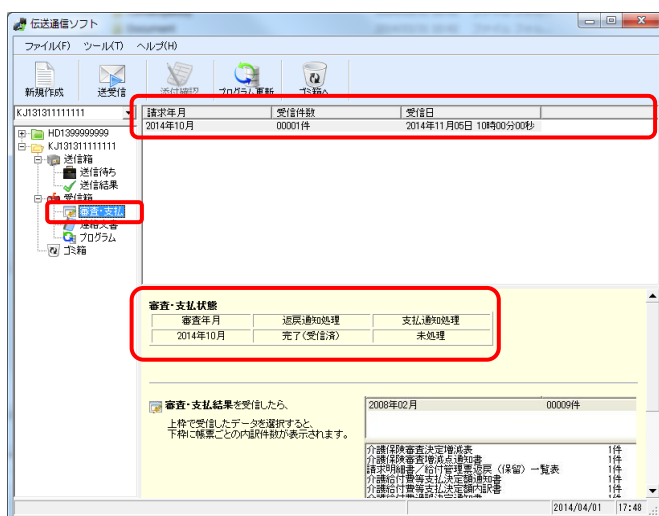 伝送通信ソフト
ファイル(F) ツール(T) ヘルプ(H)
新規作成 送受信 添付確認 プログラム更新 ゴミ箱へ
KJ131311111111
請求年月 受信件数 受信日
2014年10月 00001件 2014年11月05日 10時00分00秒
HD1399999999
KJ131311111111
送信箱
送信待ち
送信結果
受信箱
審査・支払
連絡文書
プログラム
ゴミ箱
審査・支払状態
審査年月 返戻通知処理 支払通知処理
2014年10月 完了(受信済) 未処理
審査・支払結果を受信したら、
上枠で受信したデータを選択すると、
下枠に帳票ごとの内訳件数が表示されます。
2008年02月 00009件
介護保険審査決定増減表 1件
介護保険審査増減点通知書 1件
請求明細書/給付管理票返戻(保留)一覧表 1件
介護給付費等支払決定額通知書 1件
介護給付費等支払決定額内訳書 1件
2014/04/01 17:48